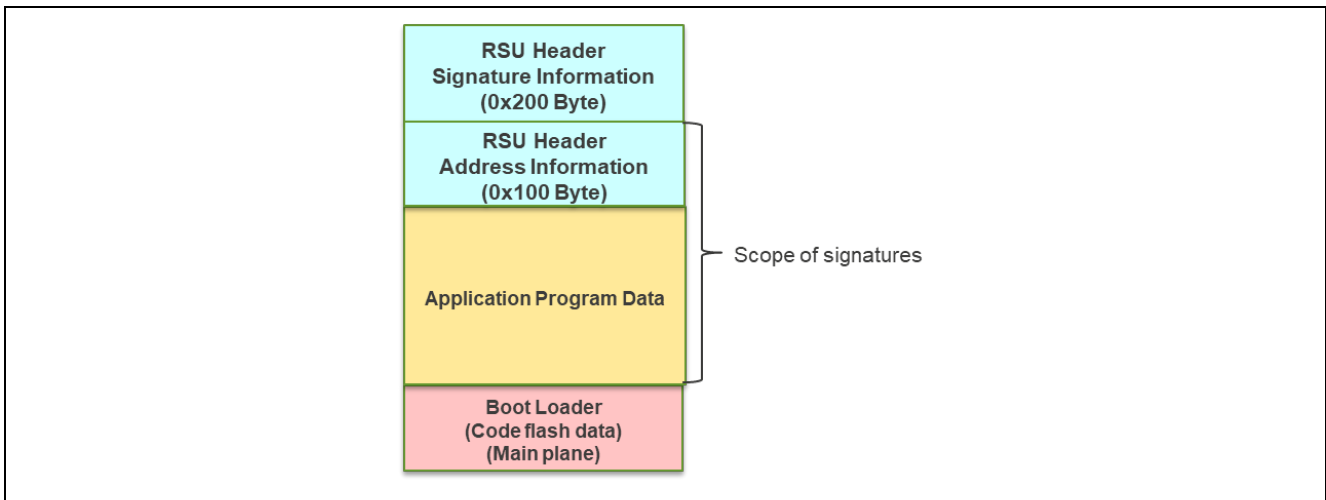 RSU Header
Signature Information
(0x200 Byte)
RSU Header
Address Information
(0x100 Byte)
Scope of signatures
Application Program Data
Boot Loader
(Code flash data)
(Main plane)